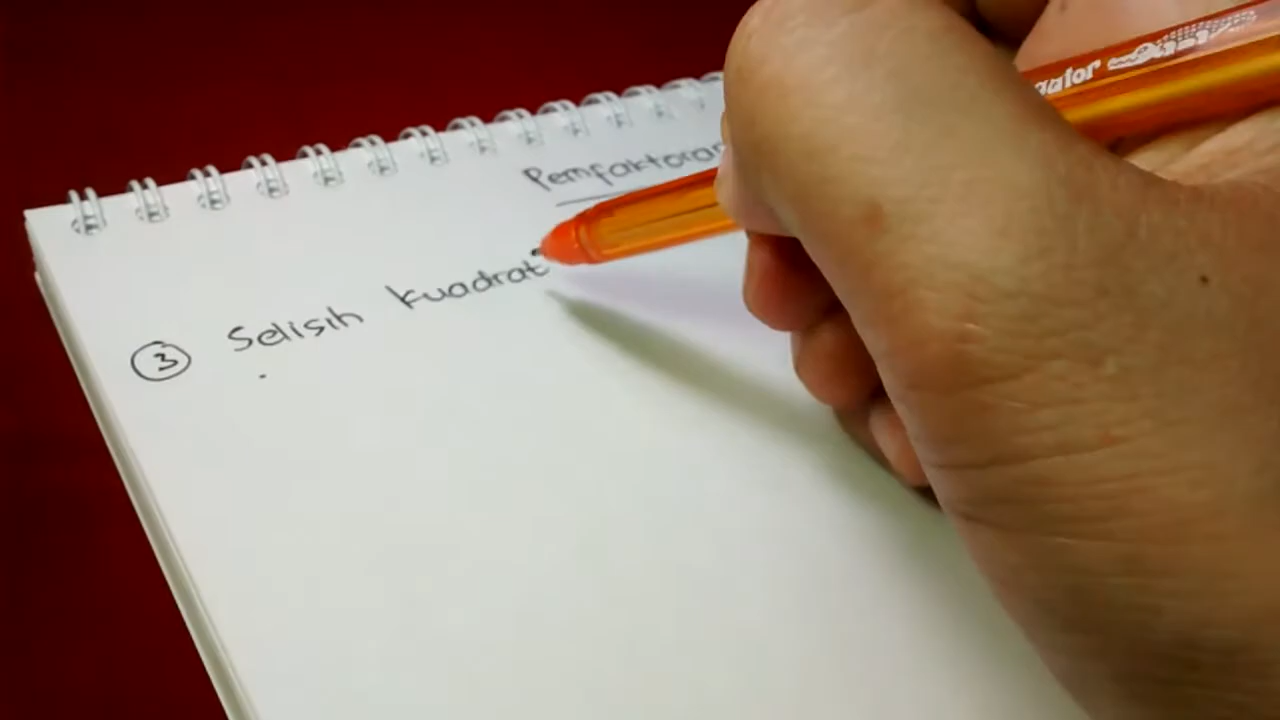 Pemfaktoran
③ Selisih kuadrat